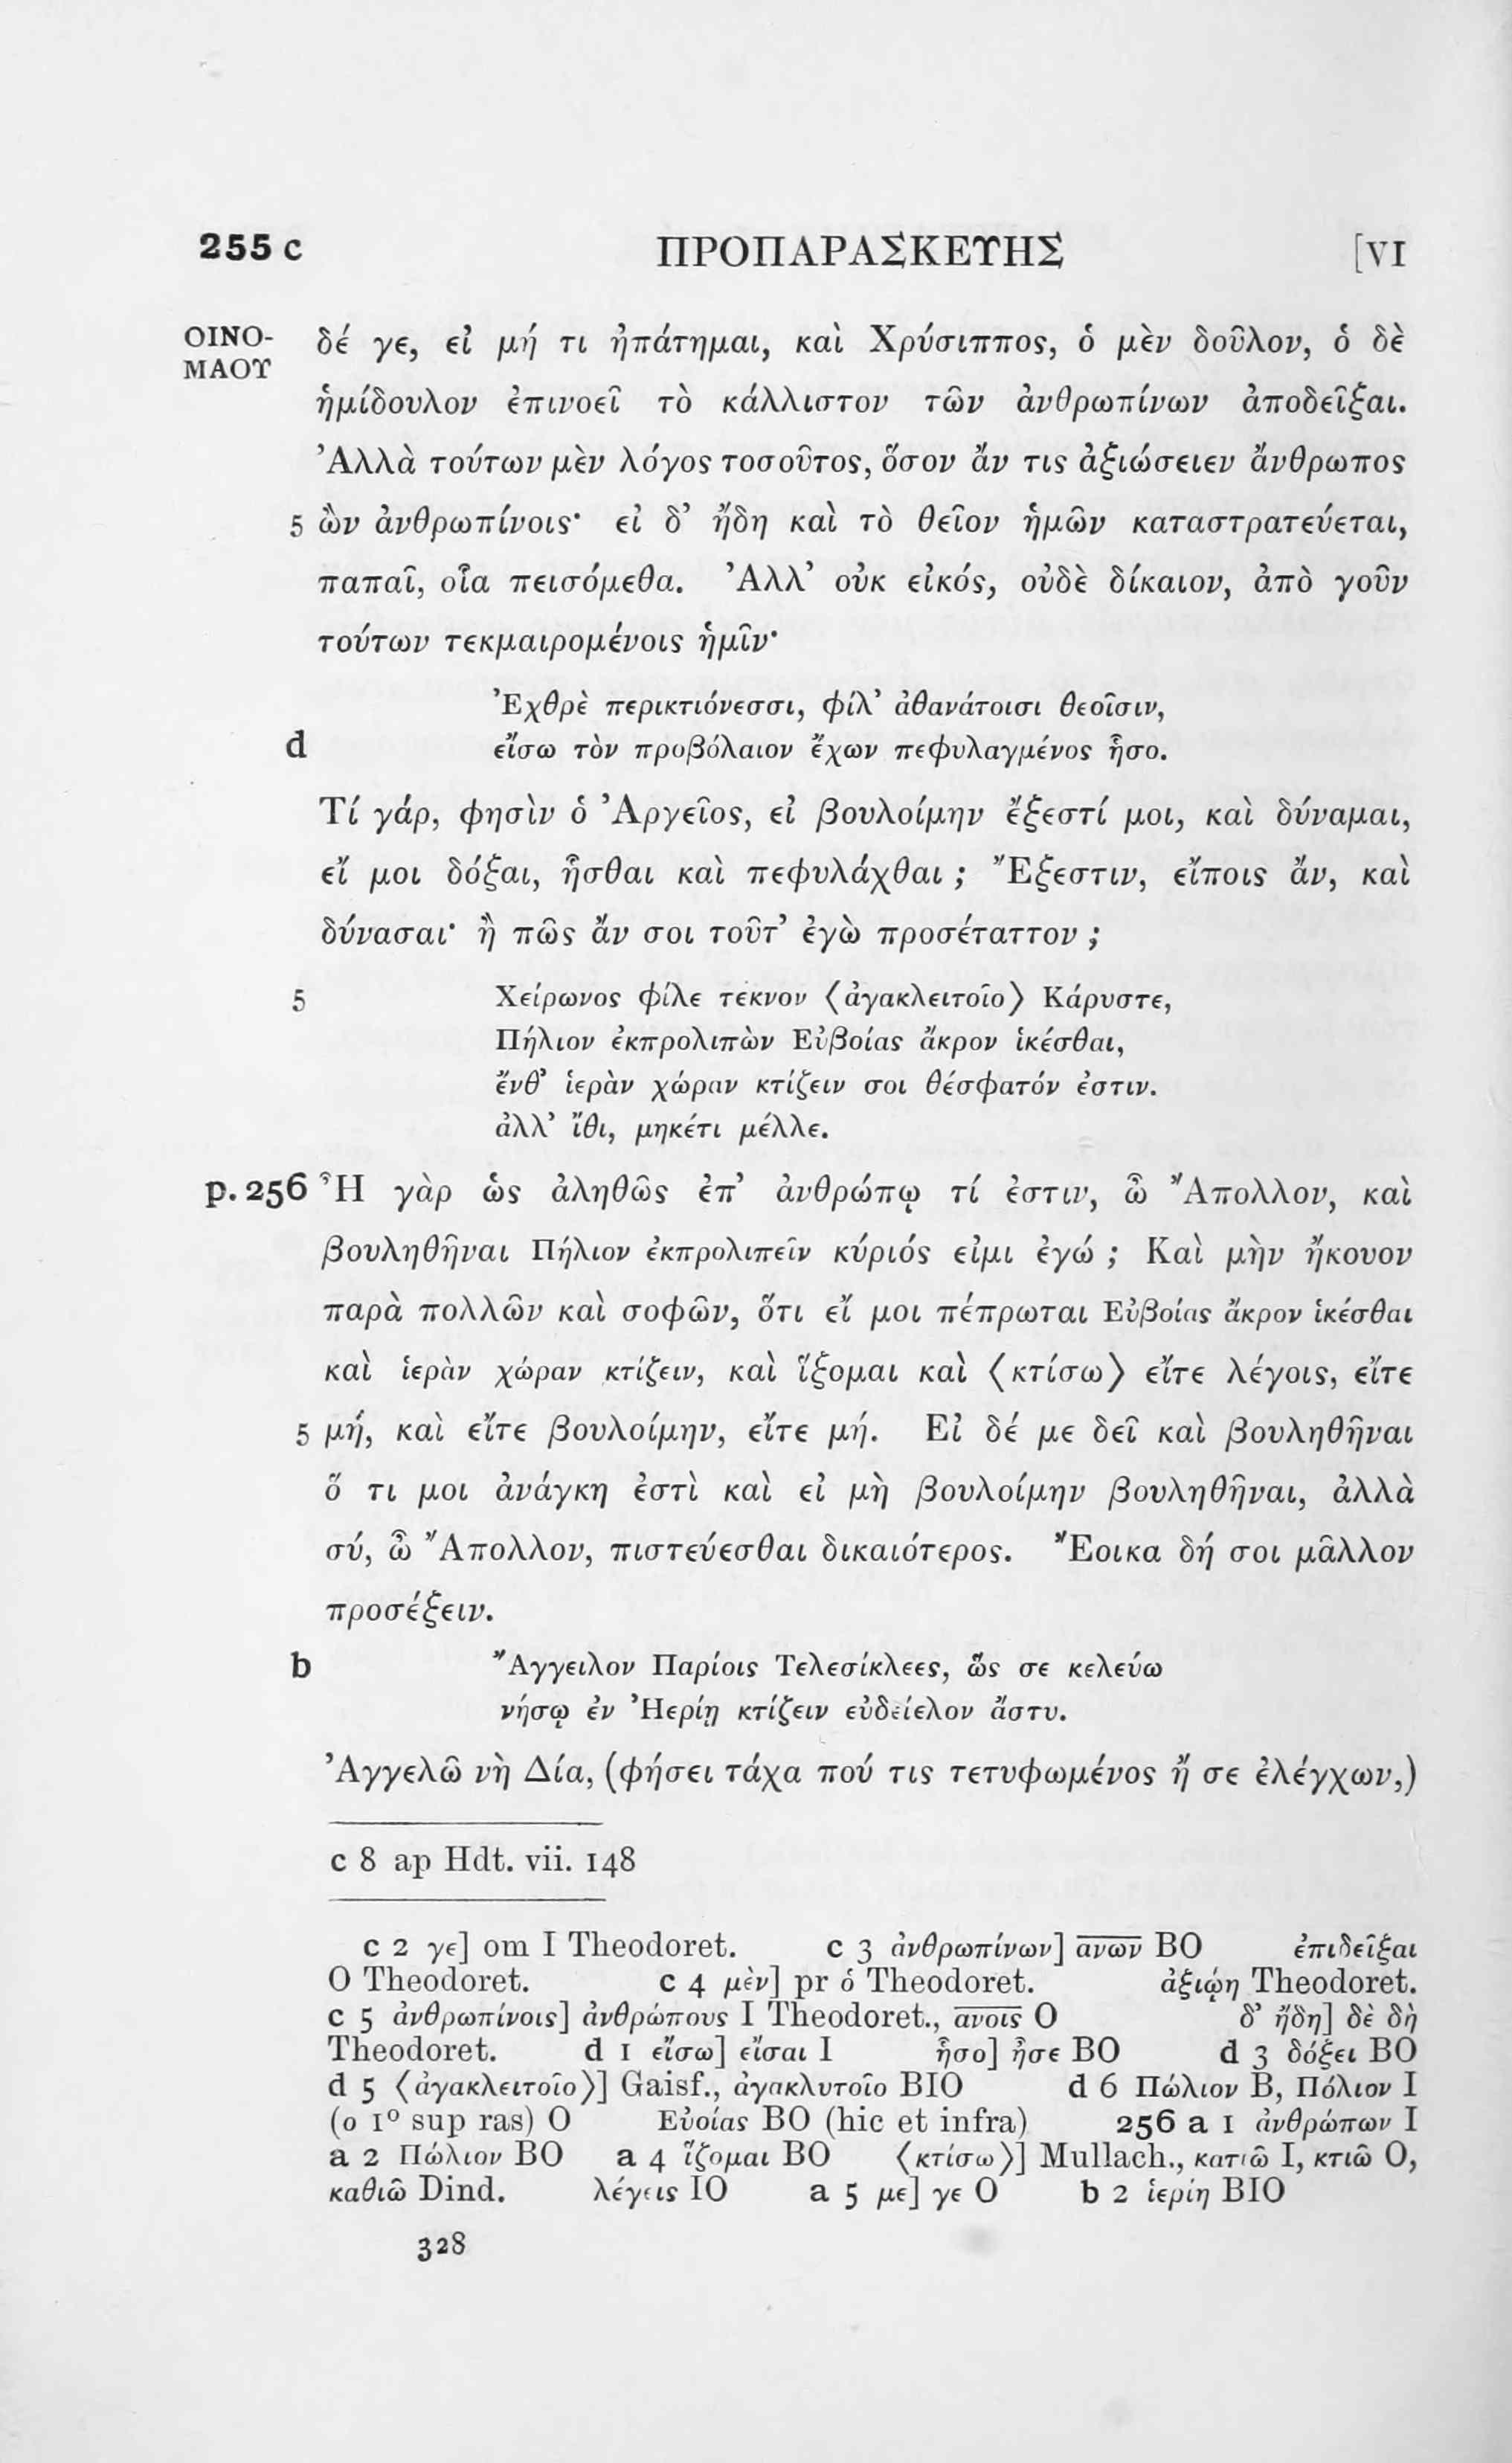 255 c ΠΡΟΠΑΡΑΣΚΕΥΗΣ [VI
ΟΙΝΟ- δέ γε, εἰ μή τι ἠπάτημαι, καὶ Χρύσιππος, ὁ μὲν δοῦλον, ὁ δὲ
ΜΑΟΥ
ἡμίδουλον ἐπινοεῖ τὸ κάλλιστον τῶν ἀνθρωπίνων ἀποδεῖξαι.
Ἀλλὰ τούτων μὲν λόγος τοσοῦτος, ὅσον ἄν τις ἀξιώσειεν ἄνθρωπος
5 ὢν ἀνθρωπίνοις· εἰ δ’ ἤδη καὶ τὸ θεῖον ἡμῶν καταστρατεύεται,
παπαῖ, οἷα πεισόμεθα. Ἀλλ’ οὐκ εἰκός, οὐδὲ δίκαιον, ἀπὸ γοῦν
τούτων τεκμαιρομένοις ἡμῖν·
Ἐχθρὲ περικτιόνεσσι, φίλ’ ἀθανάτοισι θεοῖσιν,
d εἴσω τὸν προβόλαιον ἔχων πεφυλαγμένος ἧσο.
Τί γάρ, φησὶν ὁ Ἀργεῖος, εἰ βουλοίμην ἔξεστί μοι, καὶ δύναμαι,
εἴ μοι δόξαι, ἧσθαι καὶ πεφυλάχθαι ; Ἔξεστιν, εἴποις ἄν, καὶ
δύνασαι· ἢ πῶς ἄν σοι τοῦτ’ ἐγὼ προσέταττον ;
5 Χείρωνος φίλε τέκνον ⟨ἀγακλειτοῖο⟩ Κάρυστε,
Πήλιον ἐκπρολιπὼν Εὐβοίας ἄκρον ἱκέσθαι,
ἔνθ’ ἱερὰν χώραν κτίζειν σοι θέσφατόν ἐστιν.
ἀλλ’ ἴθι, μηκέτι μέλλε.
p. 256 Ἦ γὰρ ὡς ἀληθῶς ἐπ’ ἀνθρώπῳ τί ἐστιν, ὦ Ἄπολλον, καὶ
βουληθῆναι Πήλιον ἐκπρολιπεῖν κύριός εἰμι ἐγώ ; Καὶ μὴν ἤκουον
παρὰ πολλῶν καὶ σοφῶν, ὅτι εἴ μοι πέπρωται Εὐβοίας ἄκρον ἱκέσθαι
καὶ ἱερὰν χώραν κτίζειν, καὶ ἵξομαι καὶ ⟨κτίσω⟩ εἴτε λέγοις, εἴτε
5 μή, καὶ εἴτε βουλοίμην, εἴτε μή. Εἰ δέ με δεῖ καὶ βουληθῆναι
ὅ τι μοι ἀνάγκη ἐστὶ καὶ εἰ μὴ βουλοίμην βουληθῆναι, ἀλλὰ
σύ, ὦ Ἄπολλον, πιστεύεσθαι δικαιότερος. Ἔοικα δή σοι μᾶλλον
προσέξειν.
b Ἄγγειλον Παρίοις Τελεσίκλεες, ὥς σε κελεύω
νήσῳ ἐν Ἠερίῃ κτίζειν εὐδείελον ἄστυ.
Ἀγγελῶ νὴ Δία, (φήσει τάχα πού τις τετυφωμένος ἤ σε ἐλέγχων,)
c 8 ap Hdt. vii. 148
c 2 γε] om I Theodoret. c 3 ἀνθρωπίνων] α̅ν̅ω̅ν̅ BO ἐπιδεῖξαι
O Theodoret. c 4 μὲν] pr ὁ Theodoret. ἀξιῴη Theodoret.
c 5 ἀνθρωπίνοις] ἀνθρώπους I Theodoret., α̅ν̅ο̅ι̅ς̅ O δ’ ἤδη] δὲ δὴ
Theodoret. d 1 εἴσω] εἴσαι I ἧσο] ἧσε BO d 3 δόξει BO
d 5 ⟨ἀγακλειτοῖο⟩] Gaisf., ἀγακλυτοῖο BIO d 6 Πώλιον B, Πόλιον I
(ο 1º sup ras) O Εὐοίας BO (hic et infra) 256 a 1 ἀνθρώπων I
a 2 Πώλιον BO a 4 ἵζομαι BO ⟨κτίσω⟩] Mullach., κατιῶ I, κτιῶ O,
καθιῶ Dind. λέγεις IO a 5 με] γε O b 2 ἱερίη BIO
328